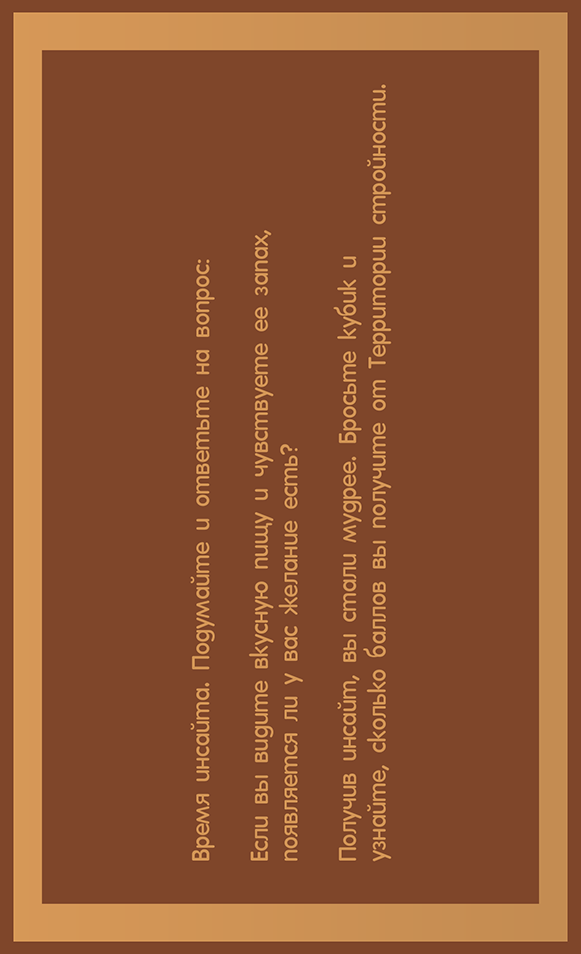 Время инсайта. Подумайте и ответьте на вопрос:
Если вы видите вкусную пищу и чувствуете ее запах,
появляется ли у вас желание есть?
Получив инсайт, вы стали мудрее. Бросьте кубик и
узнайте, сколько баллов вы получите от Территории стройности.